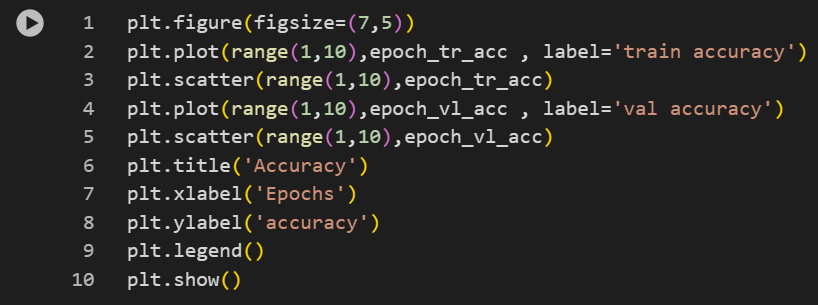 1 plt.figure(figsize=(7,5))
2 plt.plot(range(1,10),epoch_tr_acc , label='train accuracy')
3 plt.scatter(range(1,10),epoch_tr_acc)
4 plt.plot(range(1,10),epoch_vl_acc , label='val accuracy')
5 plt.scatter(range(1,10),epoch_vl_acc)
6 plt.title('Accuracy')
7 plt.xlabel('Epochs')
8 plt.ylabel('accuracy')
9 plt.legend()
10 plt.show()